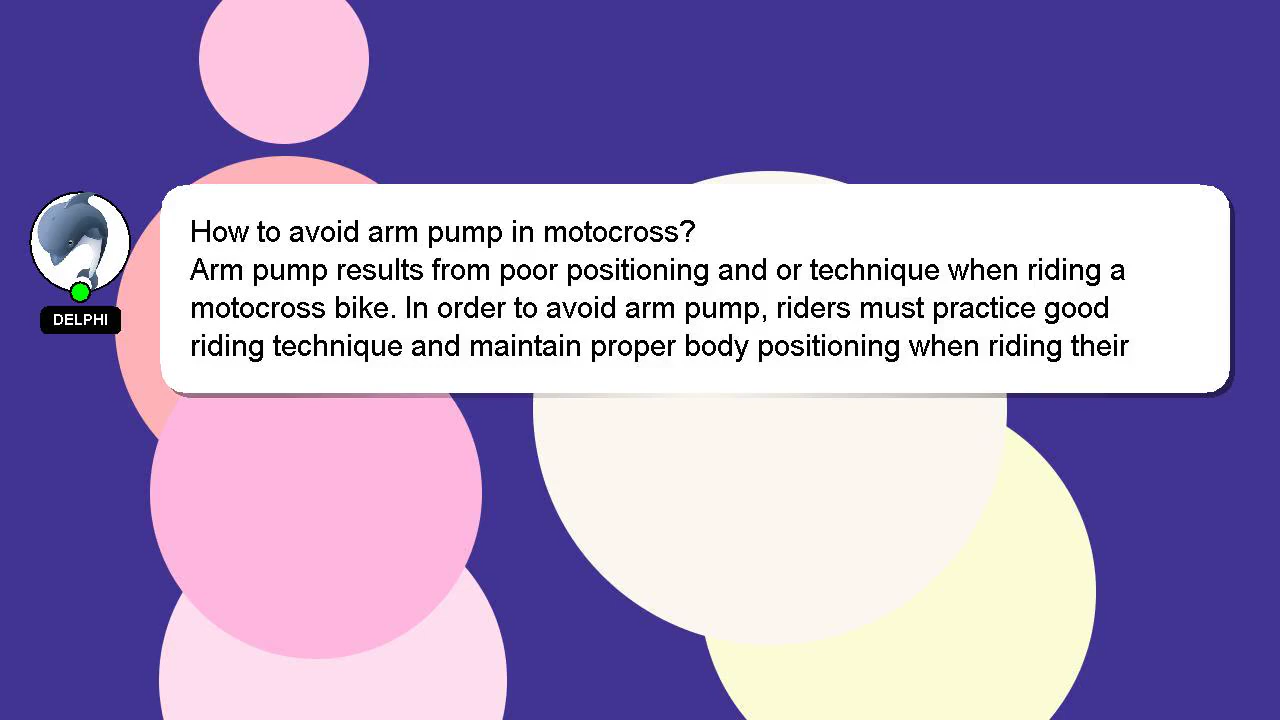 How to avoid arm pump in motocross?
Arm pump results from poor positioning and or technique when riding a
motocross bike. In order to avoid arm pump, riders must practice good
riding technique and maintain proper body positioning when riding their
DELPHI